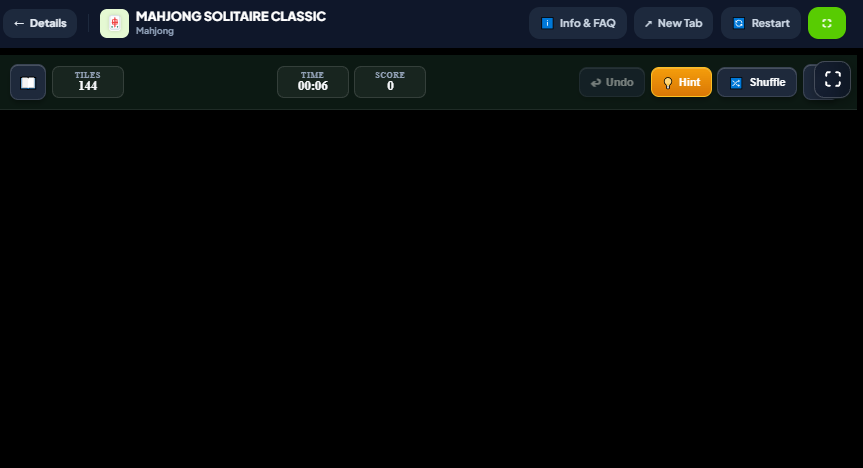 ← Details
MAHJONG SOLITAIRE CLASSIC
Mahjong
Info & FAQ
↗ New Tab
Restart
TILES
144
TIME
00:06
SCORE
0
Undo
Hint
Shuffle